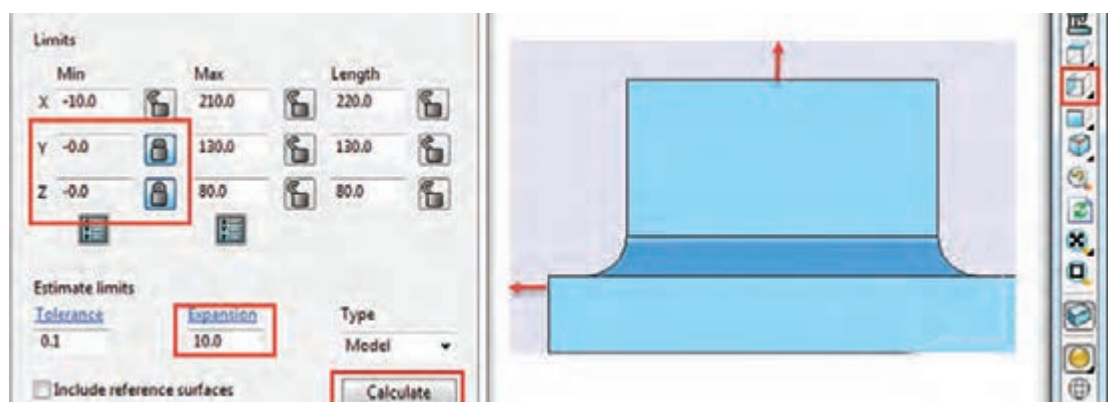 Limits
Min Max Length
X -10.0 210.0 220.0
Y -0.0 130.0 130.0
Z -0.0 80.0 80.0
Estimate limits
Tolerance Expansion Type
0.1 10.0 Model
Include reference surfaces Calculate